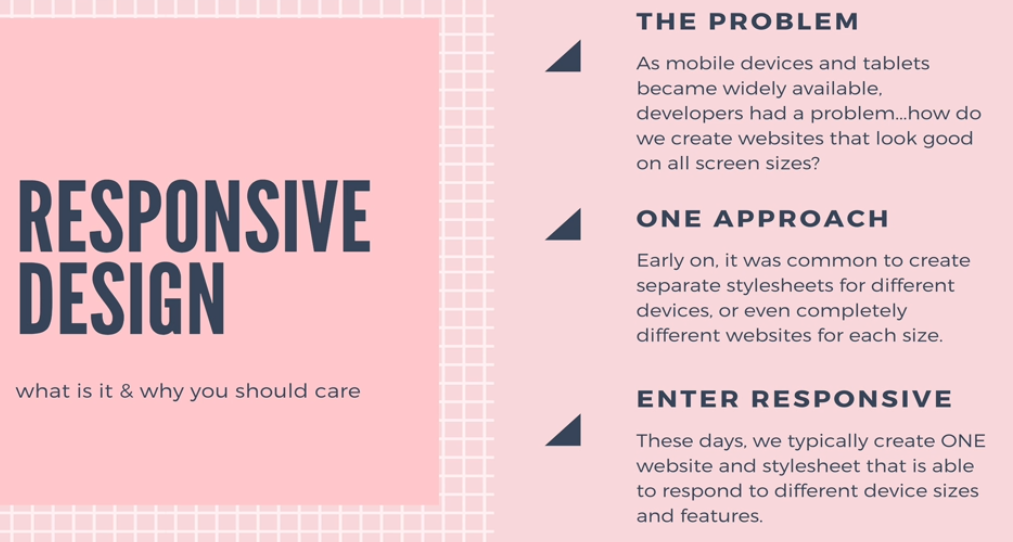 RESPONSIVE
DESIGN
what is it & why you should care
THE PROBLEM
As mobile devices and tablets
became widely available,
developers had a problem...how do
we create websites that look good
on all screen sizes?
ONE APPROACH
Early on, it was common to create
separate stylesheets for different
devices, or even completely
different websites for each size.
ENTER RESPONSIVE
These days, we typically create ONE
website and stylesheet that is able
to respond to different device sizes
and features.